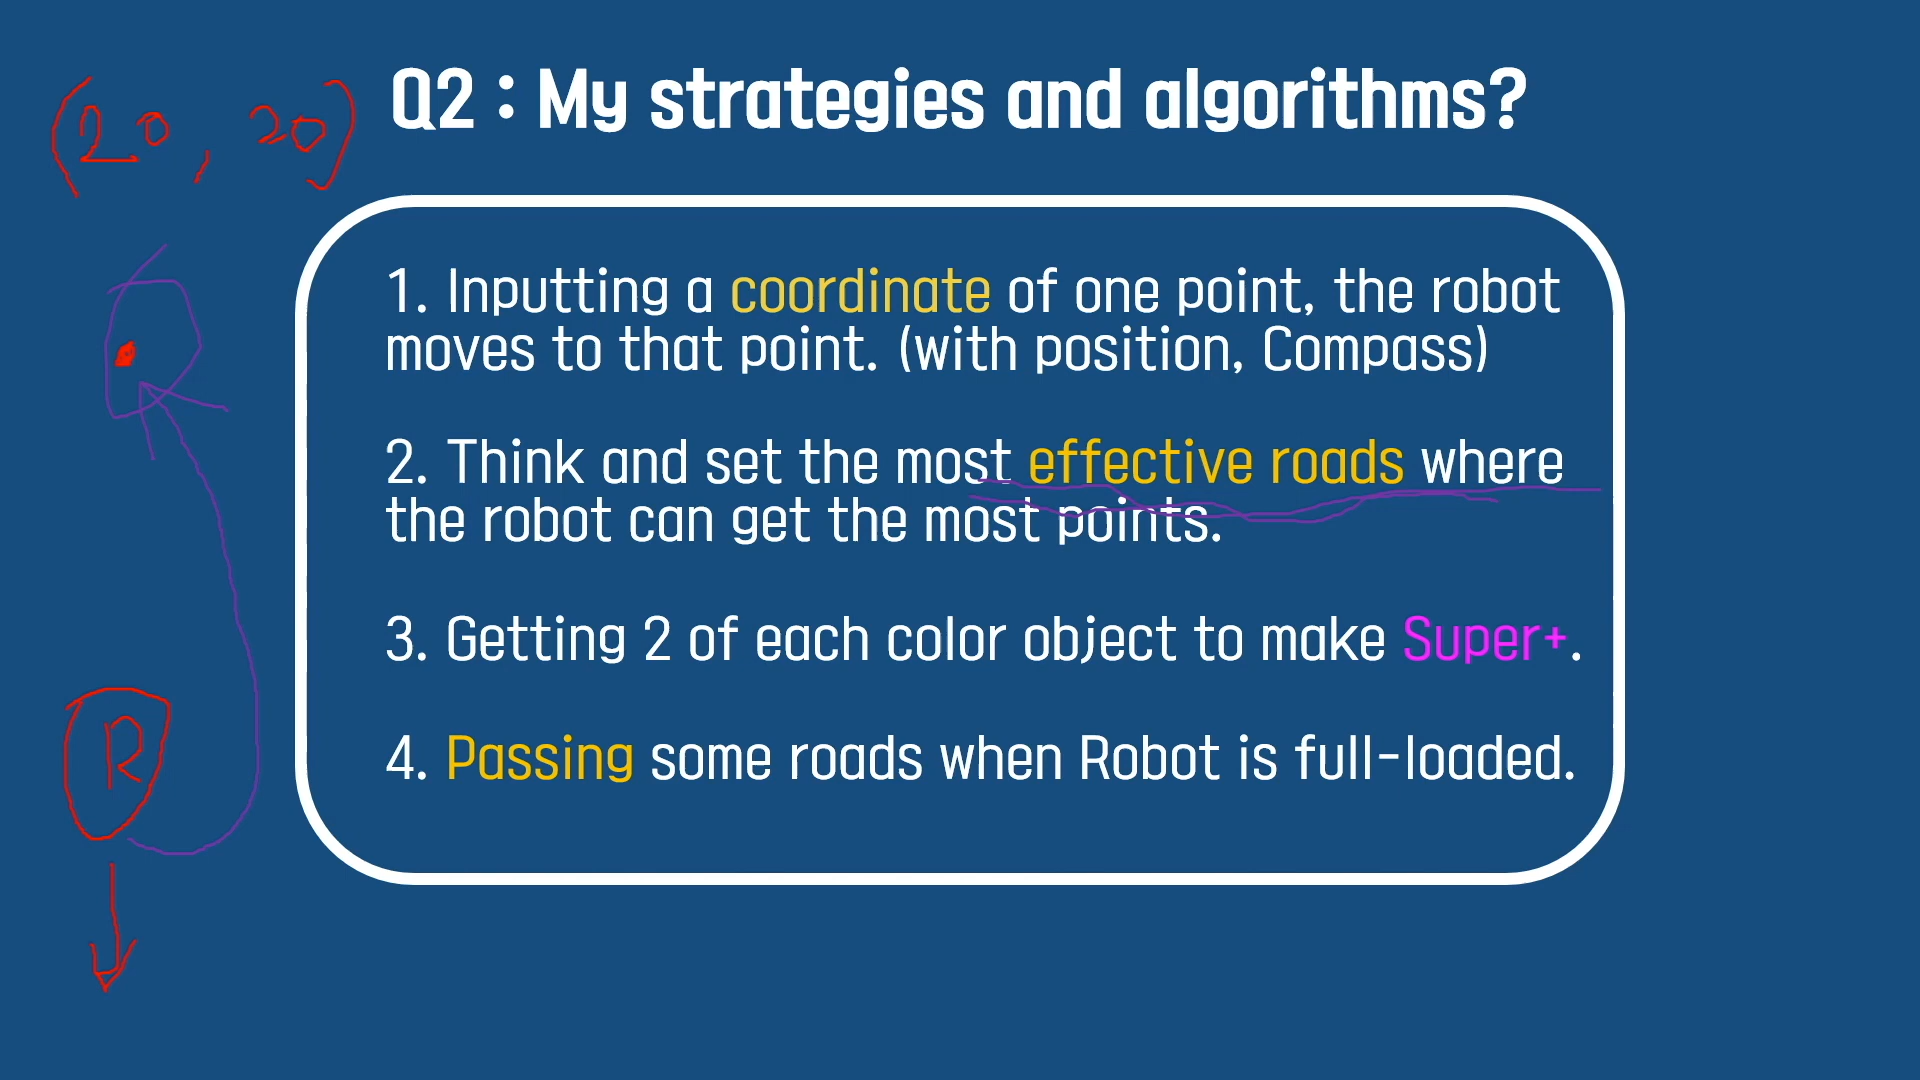 Q2 : My strategies and algorithms?
(20, 20)
1. Inputting a coordinate of one point, the robot
moves to that point. (with position, Compass)
2. Think and set the most effective roads where
the robot can get the most points.
3. Getting 2 of each color object to make Super+.
4. Passing some roads when Robot is full-loaded.
R